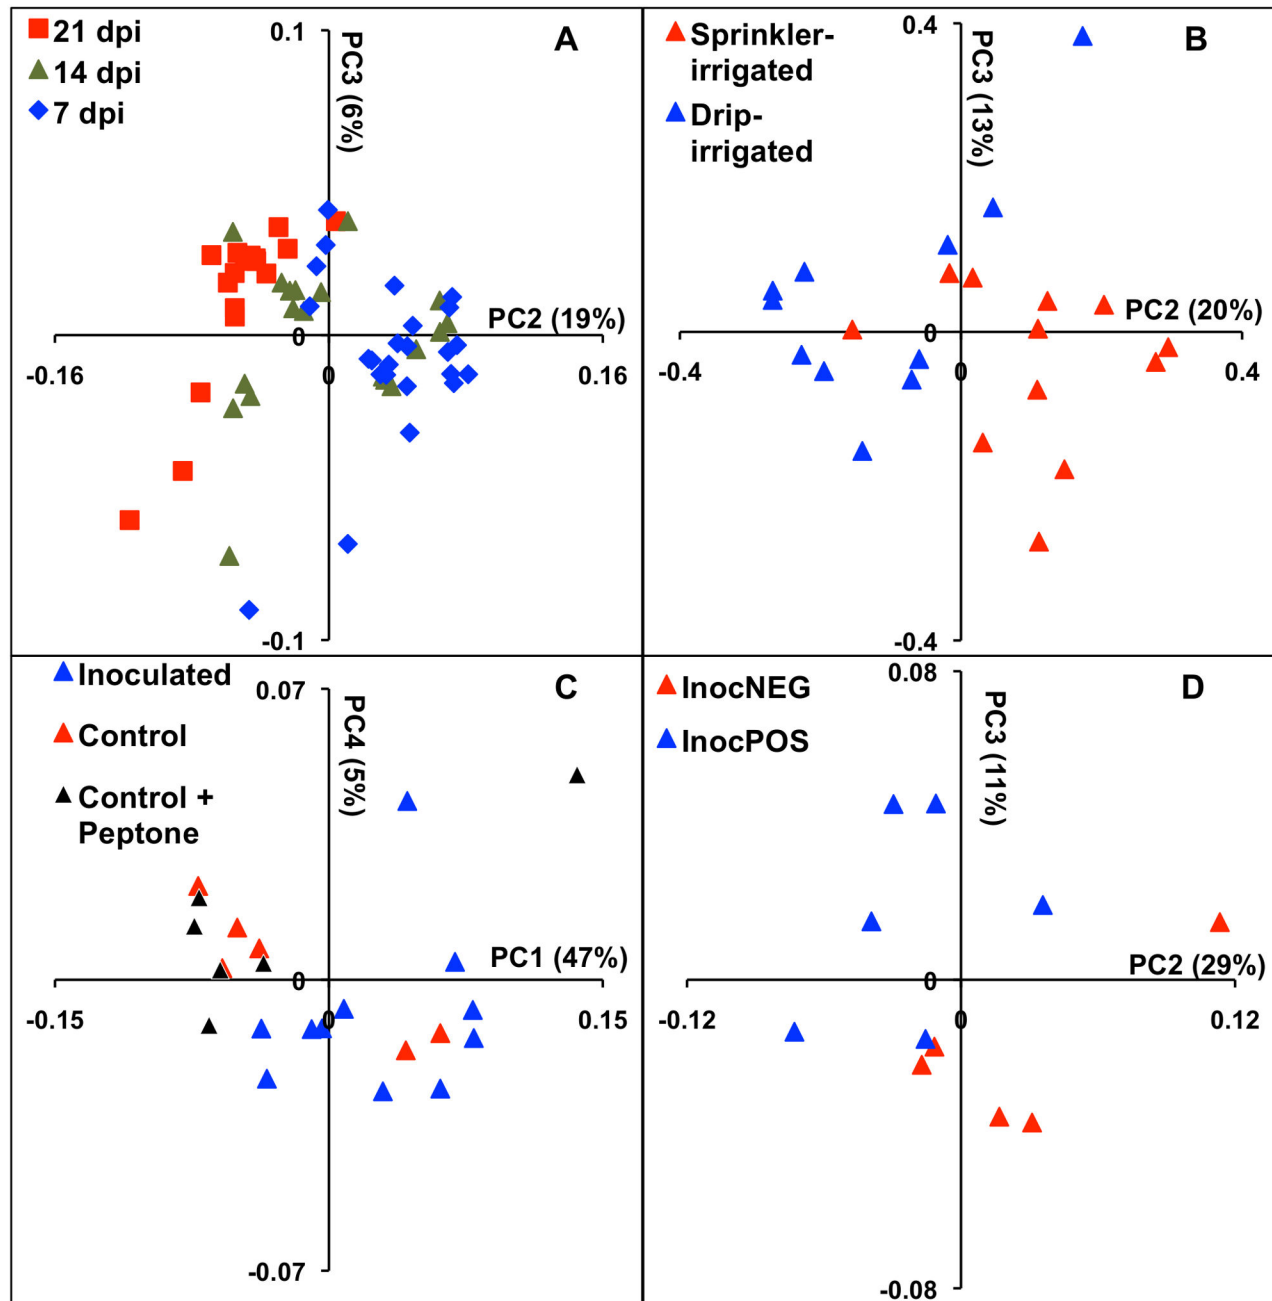 21 dpi
14 dpi
7 dpi
A
0.1
PC3 (6%)
PC2 (19%)
-0.16
0
0
0.16
-0.1
Sprinkler-
irrigated
Drip-
irrigated
B
0.4
PC3 (13%)
PC2 (20%)
0
-0.4
0
0.4
-0.4
Inoculated
Control
Control +
Peptone
C
0.07
PC4 (5%)
PC1 (47%)
0
-0.15
0
0.15
-0.07
InocNEG
InocPOS
D
0.08
PC3 (11%)
PC2 (29%)
0
-0.12
0
0.12
-0.08